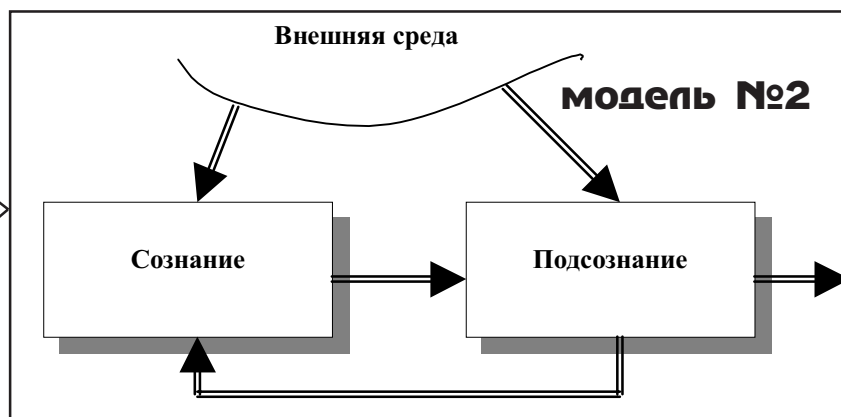 Внешняя среда
модель №2
Сознание
Подсознание